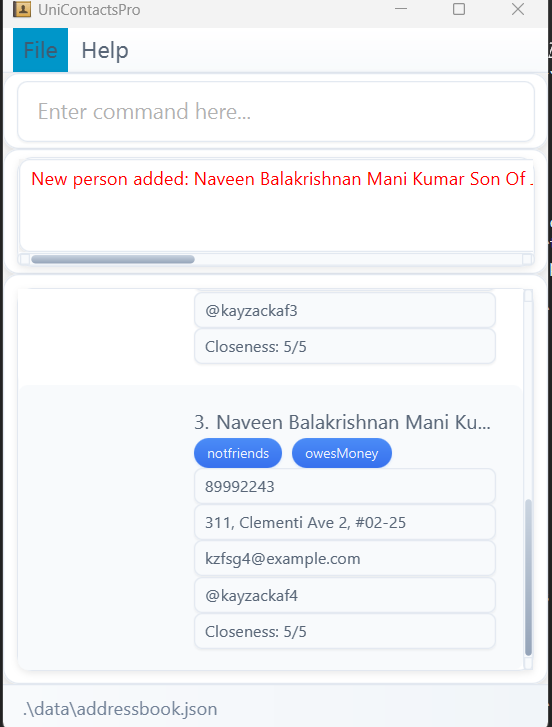 UniContactsPro
File Help
Enter command here...
New person added: Naveen Balakrishnan Mani Kumar Son Of
@kayzackaf3
Closeness: 5/5
3. Naveen Balakrishnan Mani Ku...
notfriends owesMoney
89992243
311, Clementi Ave 2, #02-25
kzfsg4@example.com
@kayzackaf4
Closeness: 5/5
.\data\addressbook.json